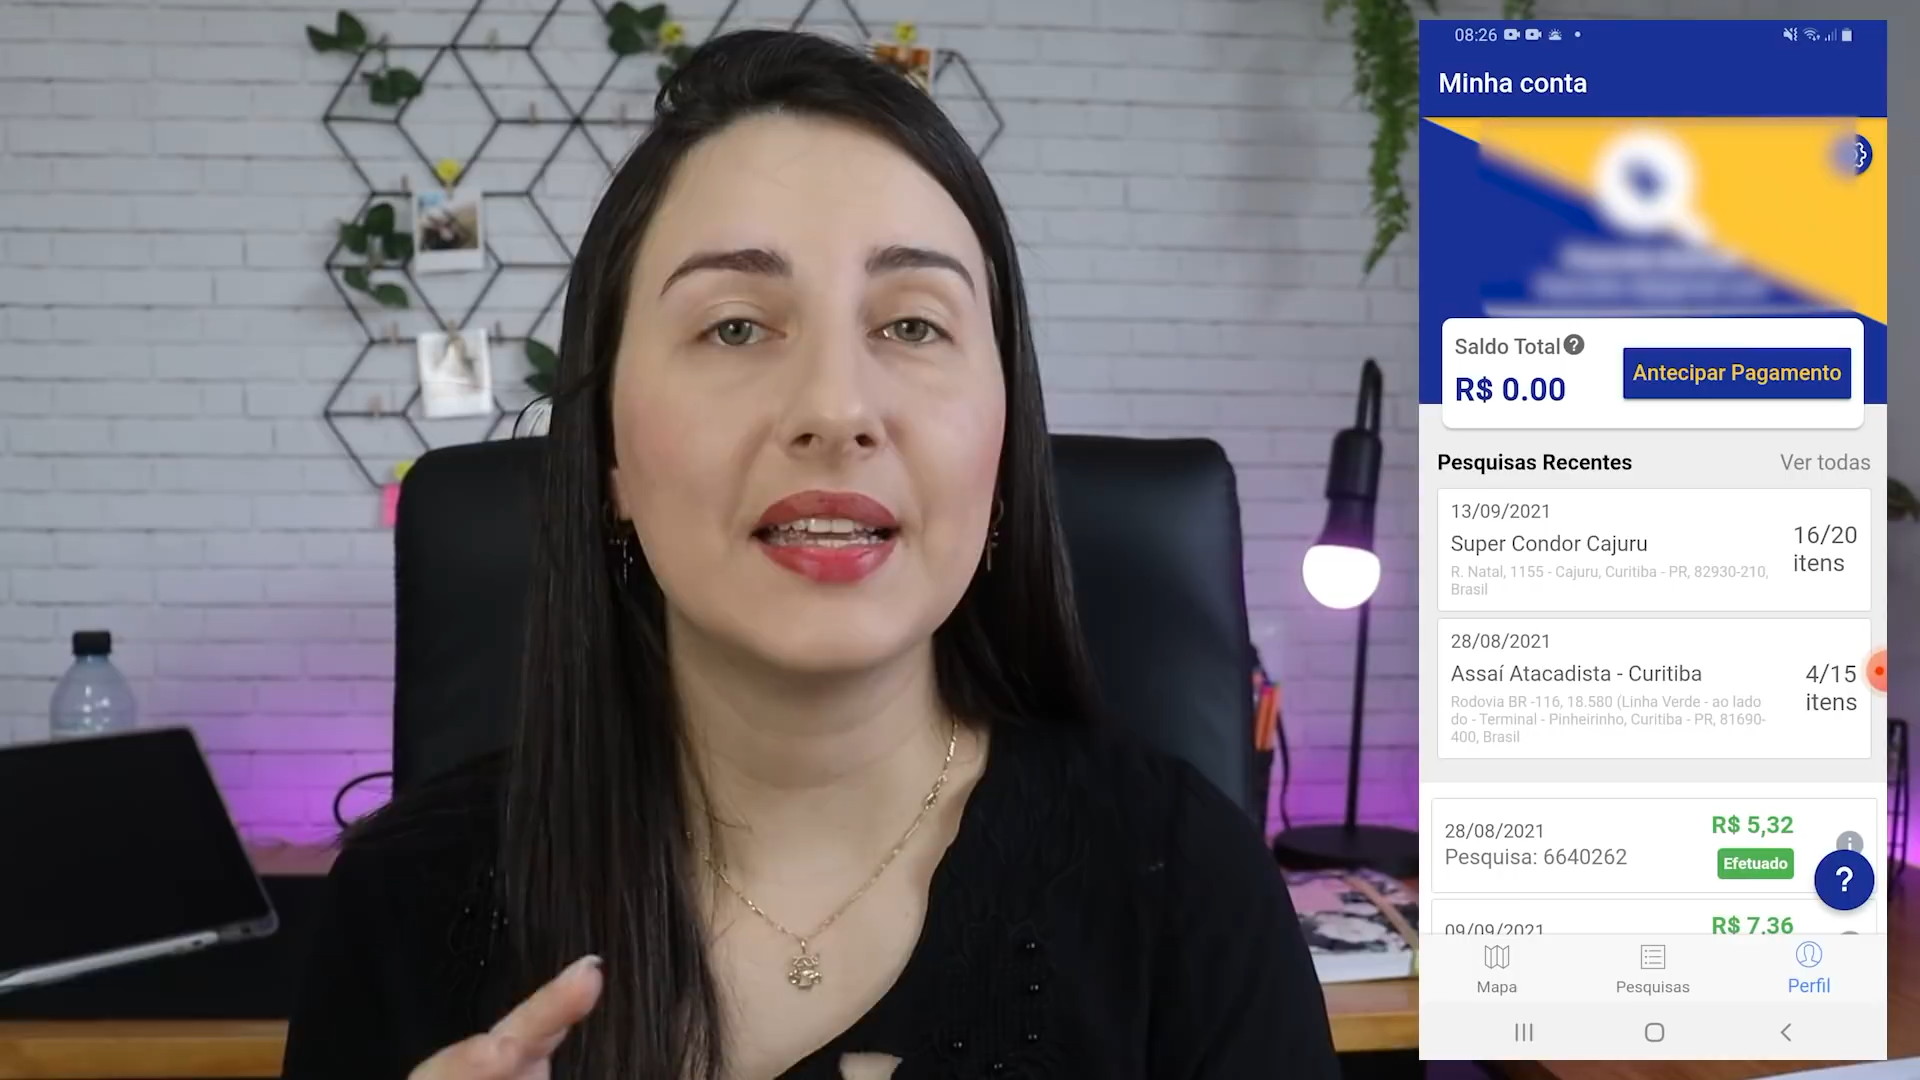 08:26
Minha conta
Saldo Total ?
R$ 0.00
Antecipar Pagamento
Pesquisas Recentes
Ver todas
13/09/2021
Super Condor Cajuru
R. Natal, 1155 - Cajuru, Curitiba - PR, 82930-210,
Brasil
16/20
itens
28/08/2021
Assaí Atacadista - Curitiba
Rodovia BR -116, 18.580 (Linha Verde - ao lado
do - Terminal - Pinheirinho, Curitiba - PR, 81690-
400, Brasil
4/15
itens
28/08/2021
Pesquisa: 6640262
R$ 5,32
Efetuado
i
?
09/09/2021
R$ 7,36
Mapa
Pesquisas
Perfil